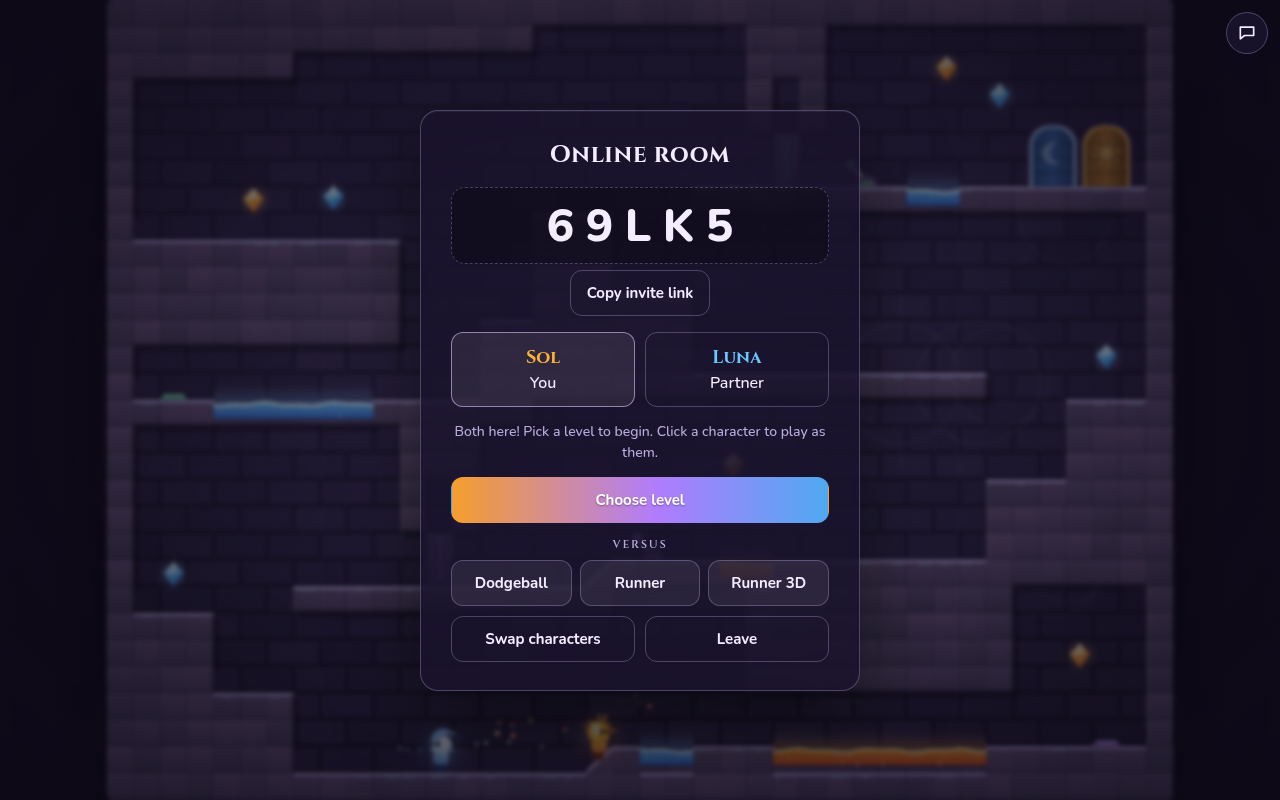 Online room
69LK5
Copy invite link
Sol
You
Luna
Partner
Both here! Pick a level to begin. Click a character to play as
them.
Choose level
VERSUS
Dodgeball
Runner
Runner 3D
Swap characters
Leave